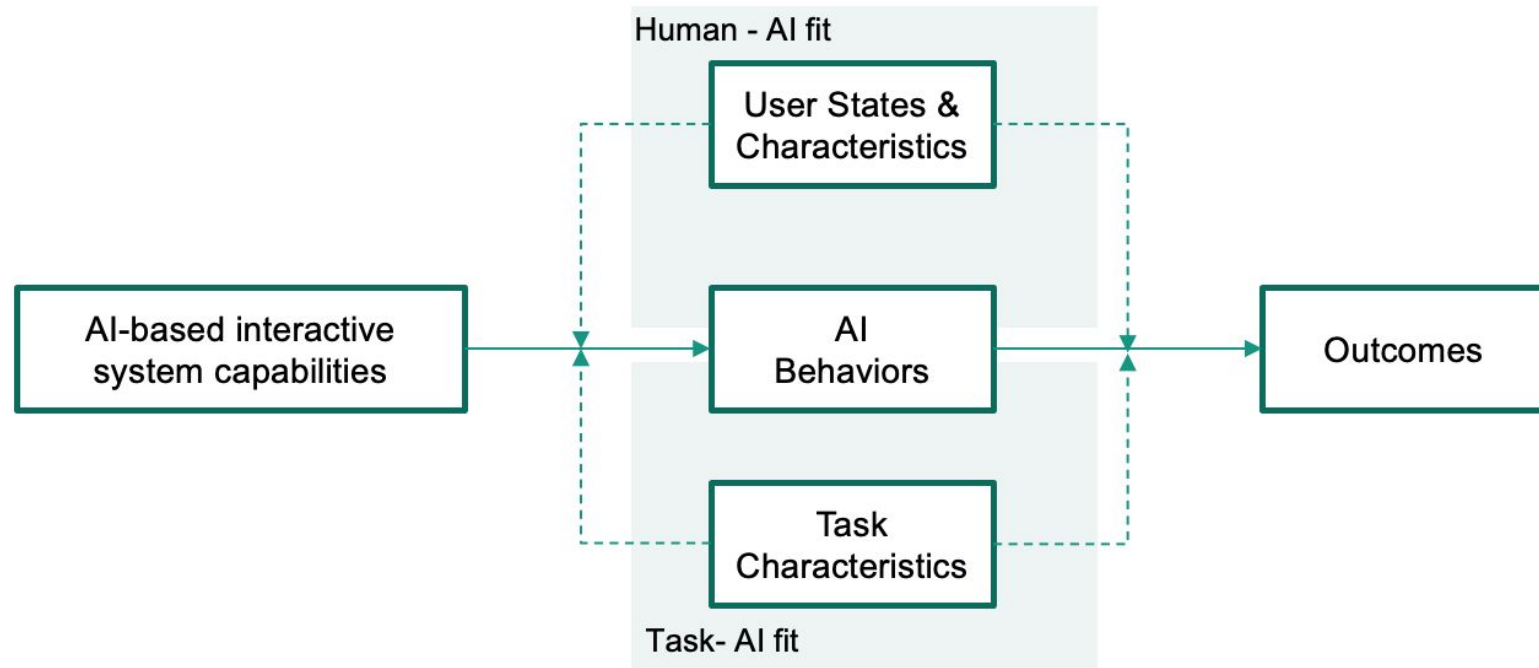 Human - AI fit
User States &
Characteristics
AI-based interactive
system capabilities
AI
Behaviors
Outcomes
Task
Characteristics
Task- AI fit